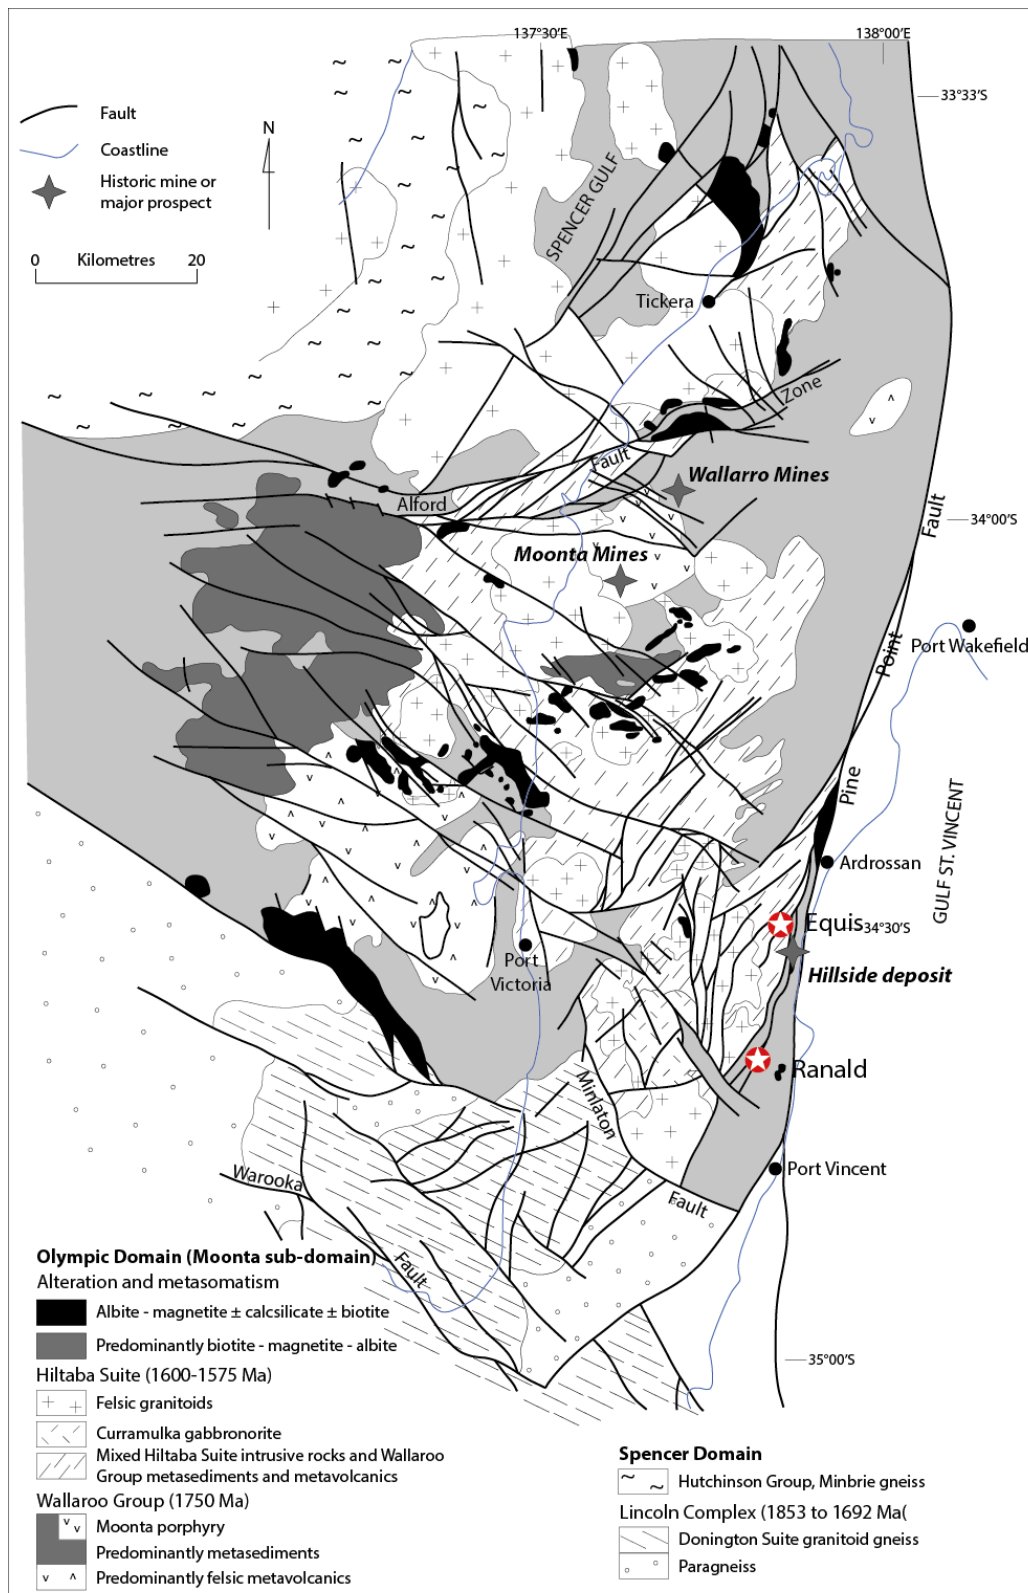 137°30'E
138°00'E
33°33'S
Fault
Coastline
Historic mine or
major prospect
N
0 Kilometres 20
SPENCER GULF
Tickera
Zone
Fault
Wallarro Mines
Alford
34°00'S
Moonta Mines
Fault
Point
Port Wakefield
Pine
GULF ST. VINCENT
Ardrossan
Equis
34°30'S
Port
Victoria
Hillside deposit
Ranald
Minlaton
Port Vincent
Warooka
Fault
Fault
35°00'S
Olympic Domain (Moonta sub-domain)
Alteration and metasomatism
Albite - magnetite ± calcsilicate ± biotite
Predominantly biotite - magnetite - albite
Hiltaba Suite (1600-1575 Ma)
Felsic granitoids
Curramulka gabbronorite
Mixed Hiltaba Suite intrusive rocks and Wallaroo
Group metasediments and metavolcanics
Wallaroo Group (1750 Ma)
Moonta porphyry
Predominantly metasediments
Predominantly felsic metavolcanics
Spencer Domain
Hutchinson Group, Minbrie gneiss
Lincoln Complex (1853 to 1692 Ma(
Donington Suite granitoid gneiss
Paragneiss